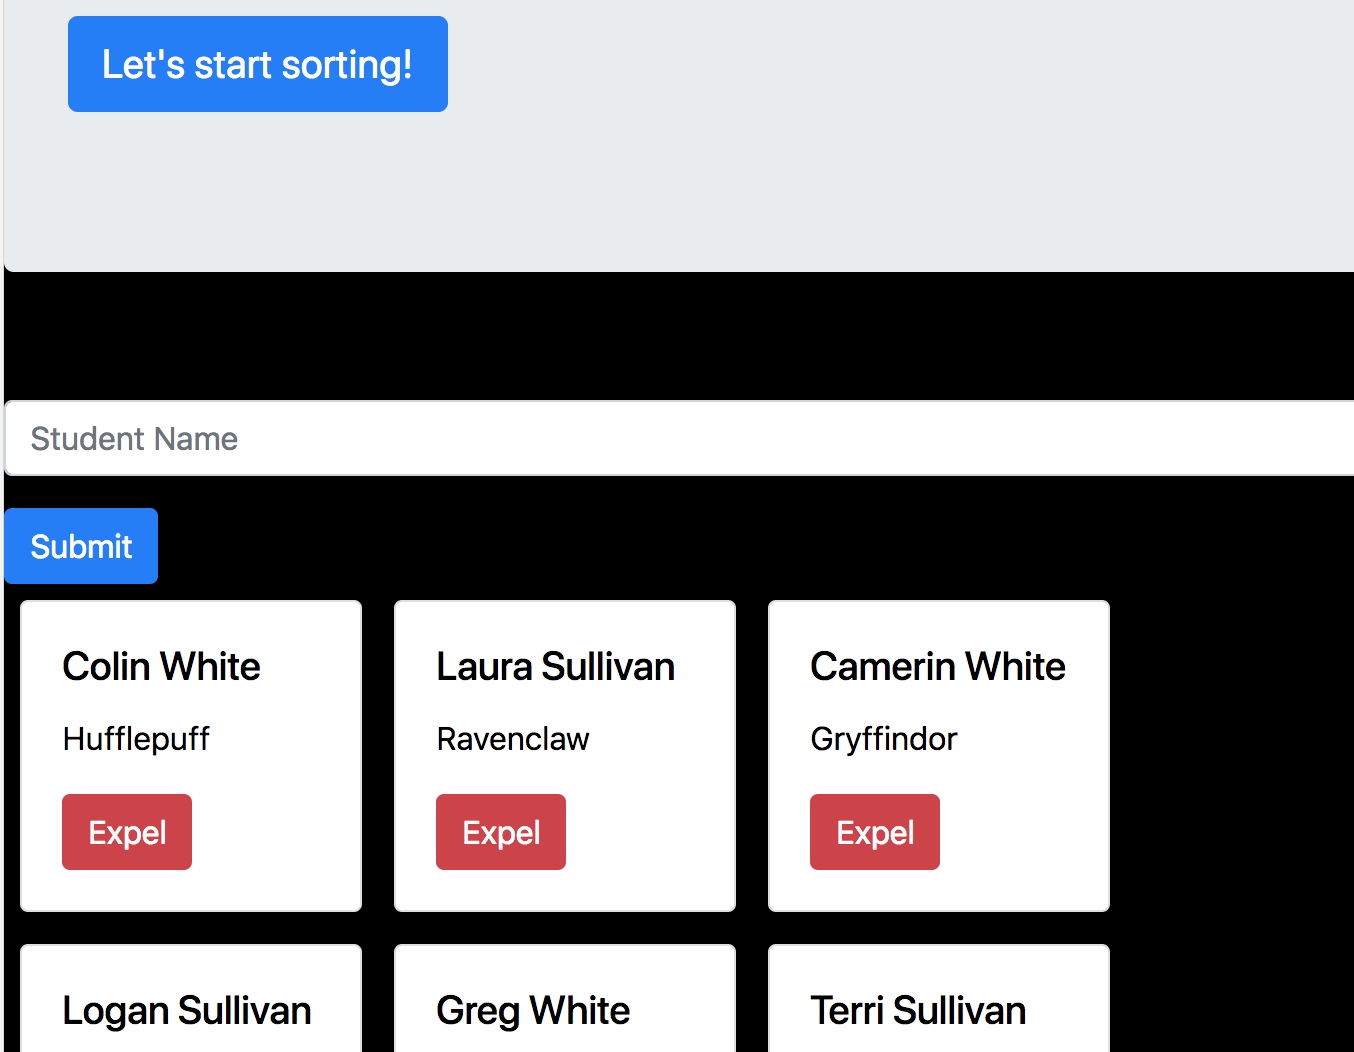 Let's start sorting!
Student Name
Submit
Colin White
Hufflepuff
Expel
Laura Sullivan
Ravenclaw
Expel
Camerin White
Gryffindor
Expel
Logan Sullivan
Greg White
Terri Sullivan